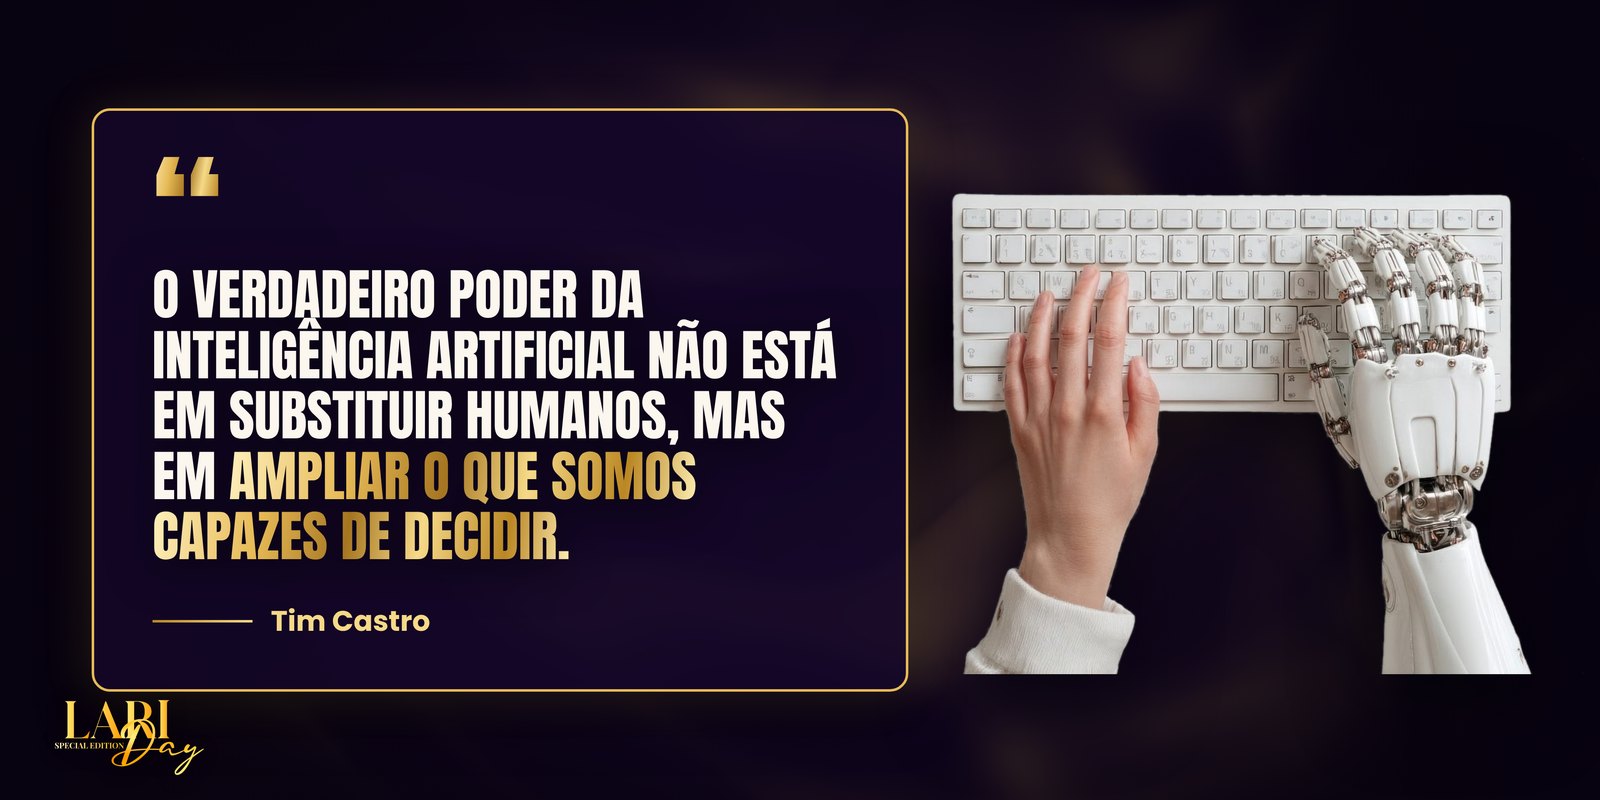 “
O VERDADEIRO PODER DA
INTELIGÊNCIA ARTIFICIAL NÃO ESTÁ
EM SUBSTITUIR HUMANOS, MAS
EM AMPLIAR O QUE SOMOS
CAPAZES DE DECIDIR.
Tim Castro
LARI
SPECIAL EDITION Day